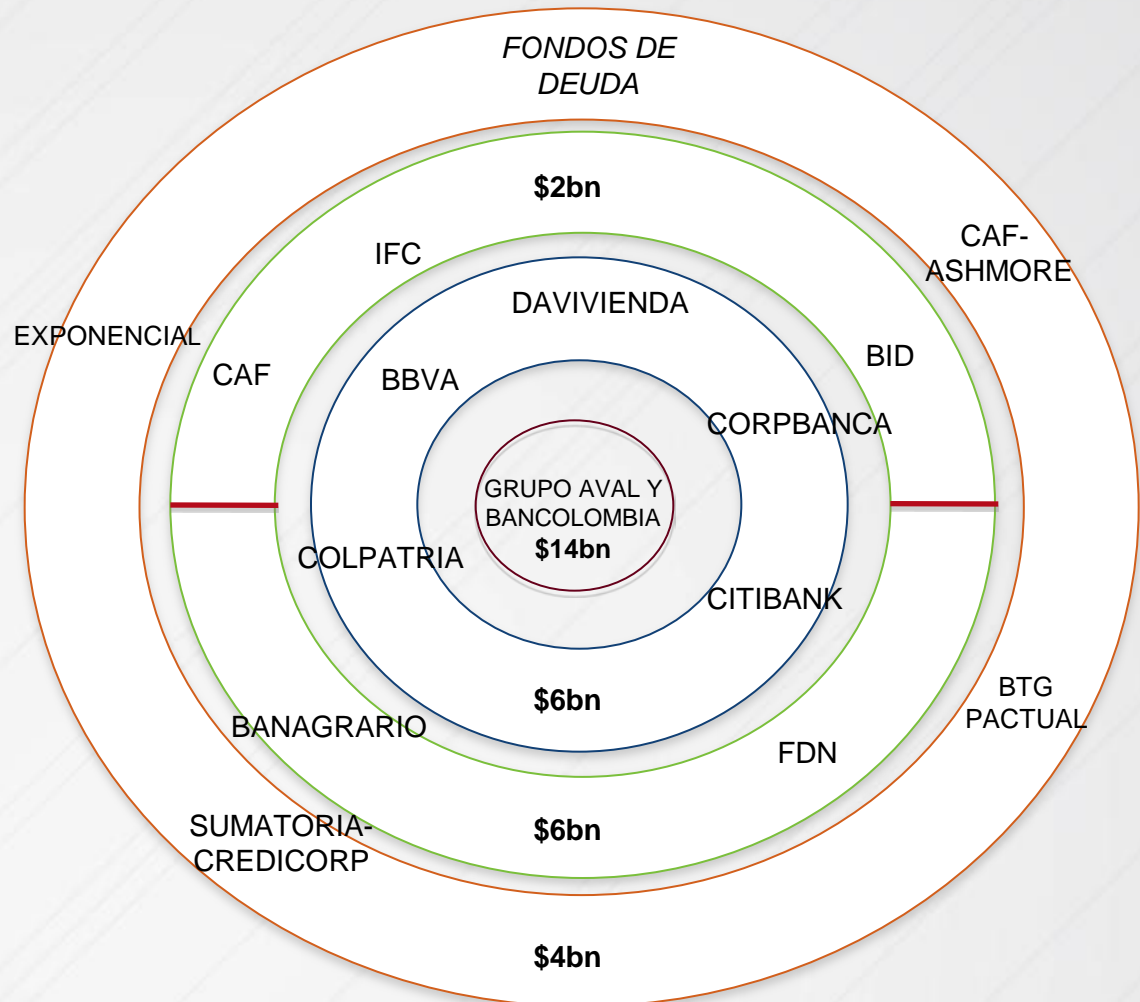 FONDOS DE
DEUDA
$2bn
IFC
CAF-
ASHMORE
DAVIVIENDA
EXPONENCIAL
CAF
BBVA
BID
CORPBANCA
GRUPO AVAL Y
BANCOLOMBIA
$14bn
COLPATRIA
CITIBANK
$6bn
BTG
PACTUAL
BANAGRARIO
FDN
SUMATORIA-
CREDICORP
$6bn
$4bn